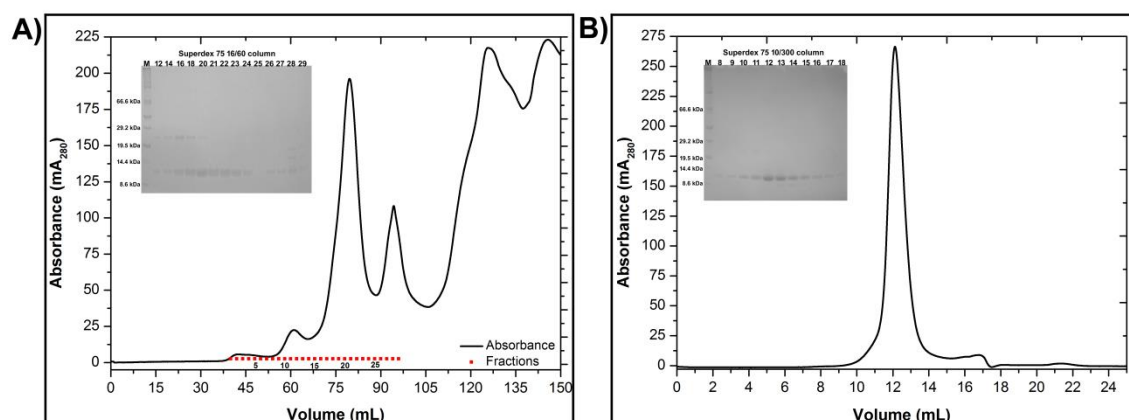 A)
Superdex 75 16/60 column
M 12 14 16 18 20 21 22 23 24 25 26 27 28 29
66.6 kDa
29.2 kDa
19.5 kDa
14.4 kDa
8.6 kDa
Absorbance (mA280)
225
200
175
150
125
100
75
50
25
0
5 10 15 20 25
Absorbance
Fractions
0 15 30 45 60 75 90 105 120 135 150
Volume (mL)
B)
Superdex 75 10/300 column
M 8 9 10 11 12 13 14 15 16 17 18
66.6 kDa
29.2 kDa
19.5 kDa
14.4 kDa
8.6 kDa
Absorbance (mA280)
275
250
225
200
175
150
125
100
75
50
25
0
0 2 4 6 8 10 12 14 16 18 20 22 24
Volume (mL)